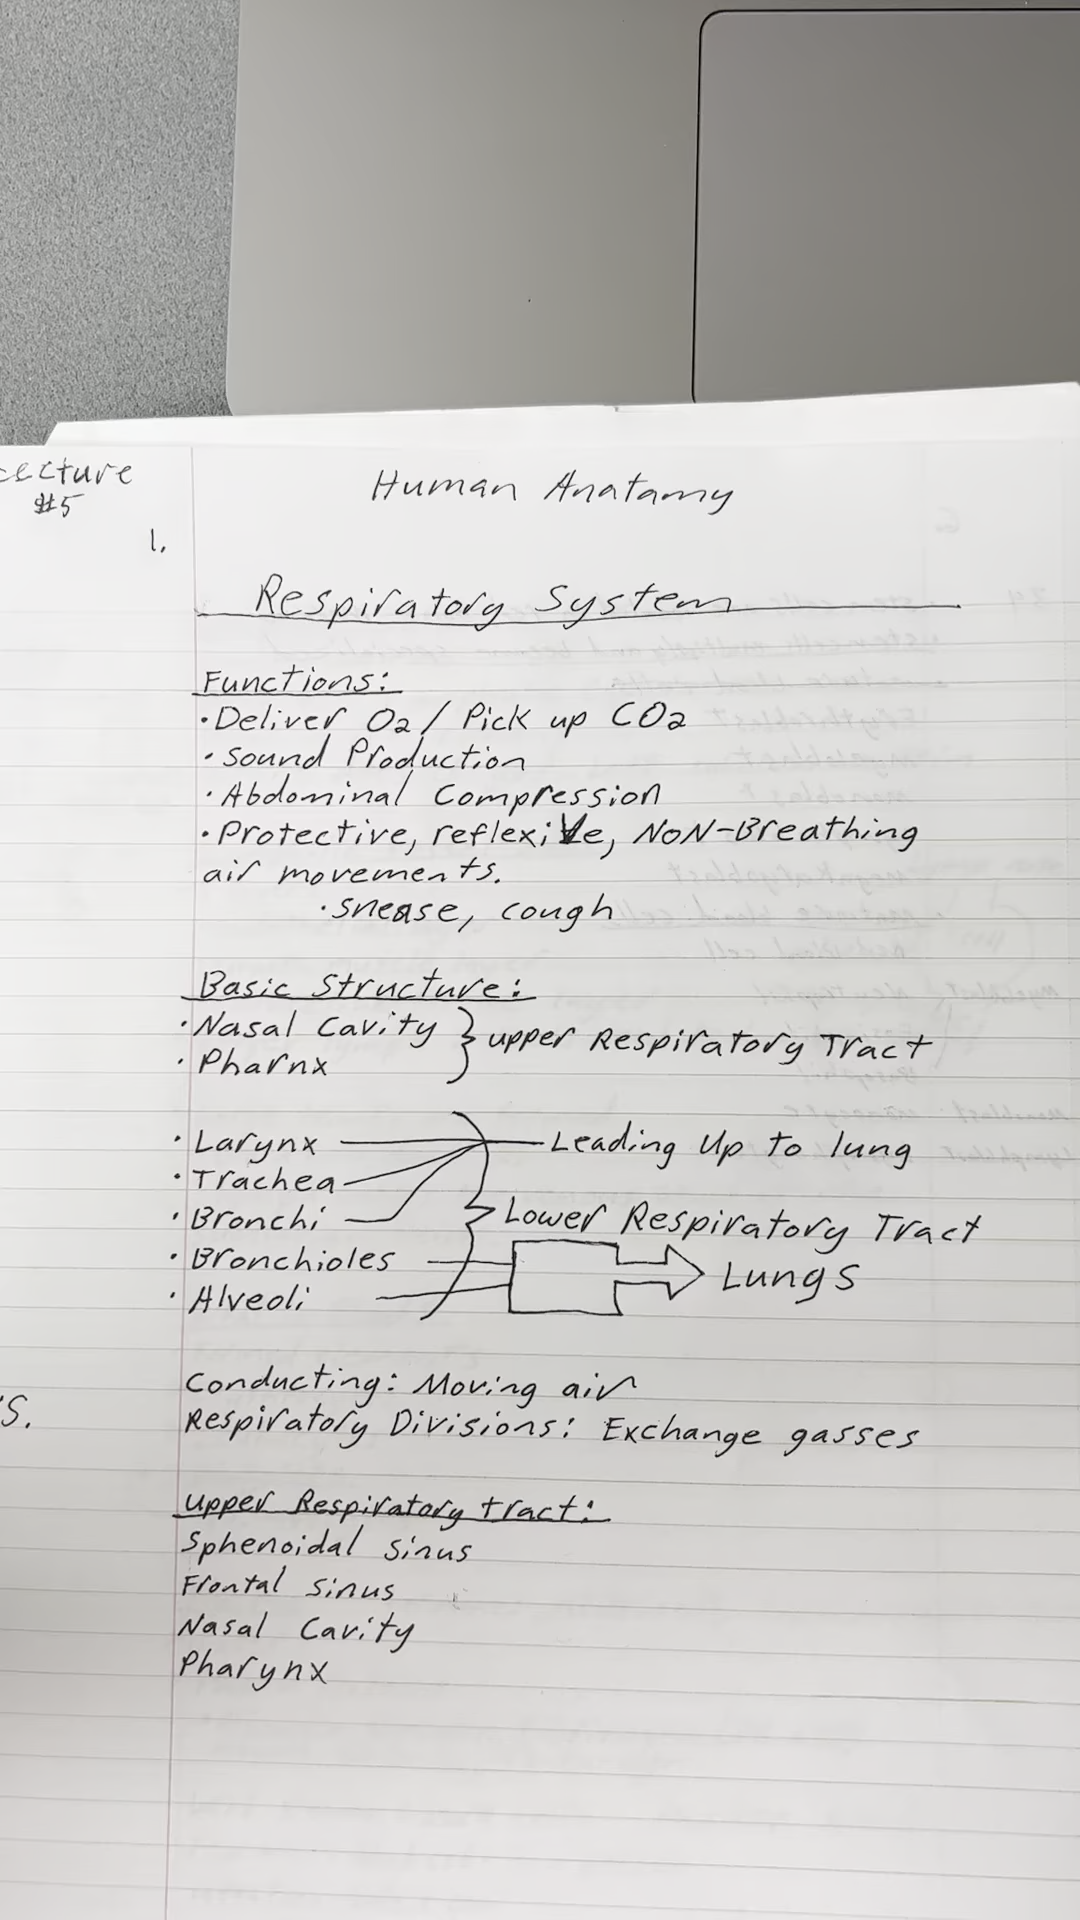 Lecture
#5
1.
Human Anatamy
Respiratory System
Functions:
• Deliver O2 / Pick up CO2
• Sound Production
• Abdominal Compression
• Protective, reflexive, NoN-Breathing
air movements.
• snease, cough
Basic Structure:
• Nasal Cavity } upper Respiratory Tract
• Pharnx
• Larynx Leading Up to lung
• Trachea
• Bronchi Lower Respiratory Tract
• Bronchioles Lungs
• Alveoli
Conducting: Moving air
's.
Respiratory Divisions: Exchange gasses
upper Respiratory tract:
Sphenoidal sinus
Frontal sinus
Nasal Cavity
Pharynx